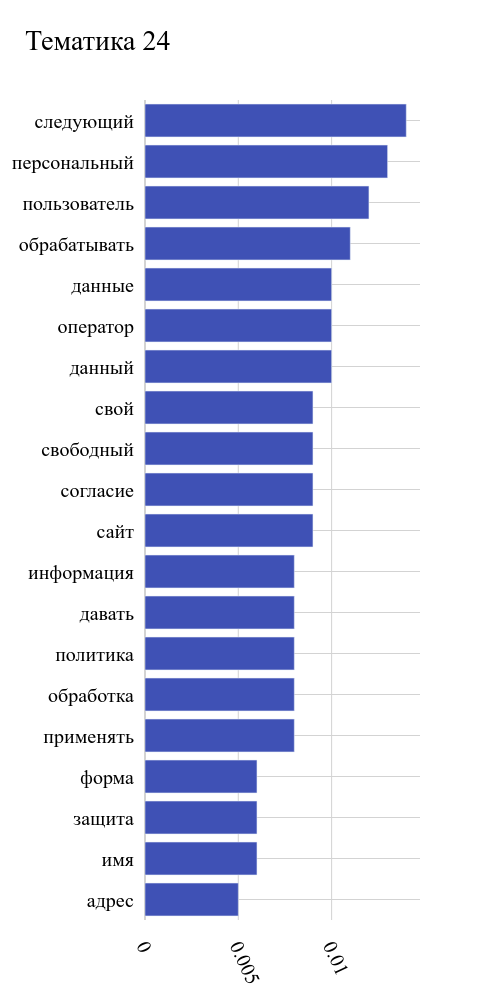 Тематика 24
следующий
персональный
пользователь
обрабатывать
данные
оператор
данный
свой
свободный
согласие
сайт
информация
давать
политика
обработка
применять
форма
защита
имя
адрес
0
0.005
0.01